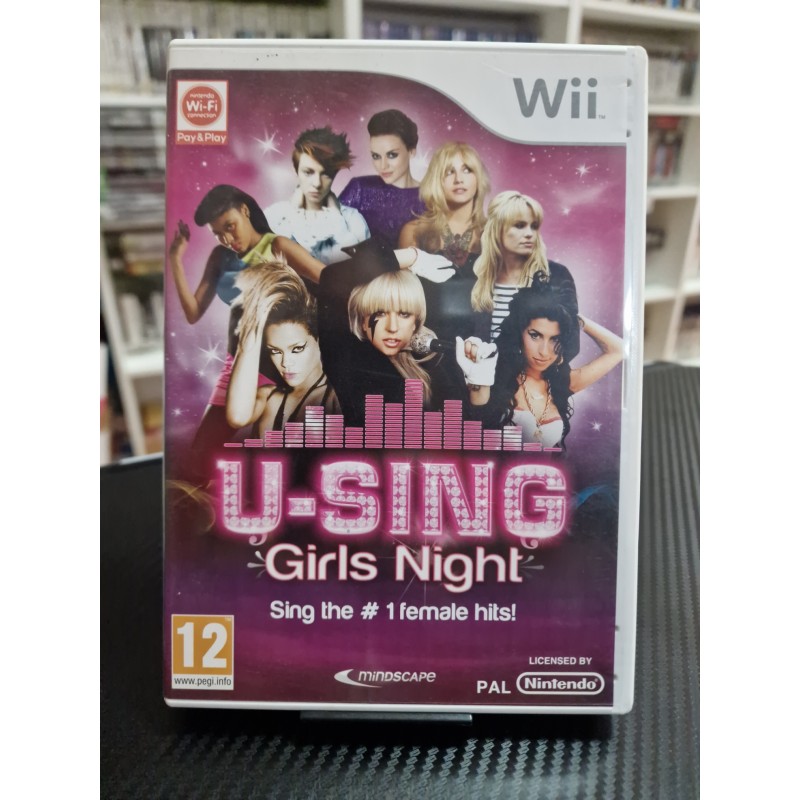 Wii™
Nintendo
Wi-Fi
connection
Pay & Play
U-SING
Girls Night
Sing the # 1 female hits!
12
www.pegi.info
mindscape
LICENSED BY
PAL Nintendo®